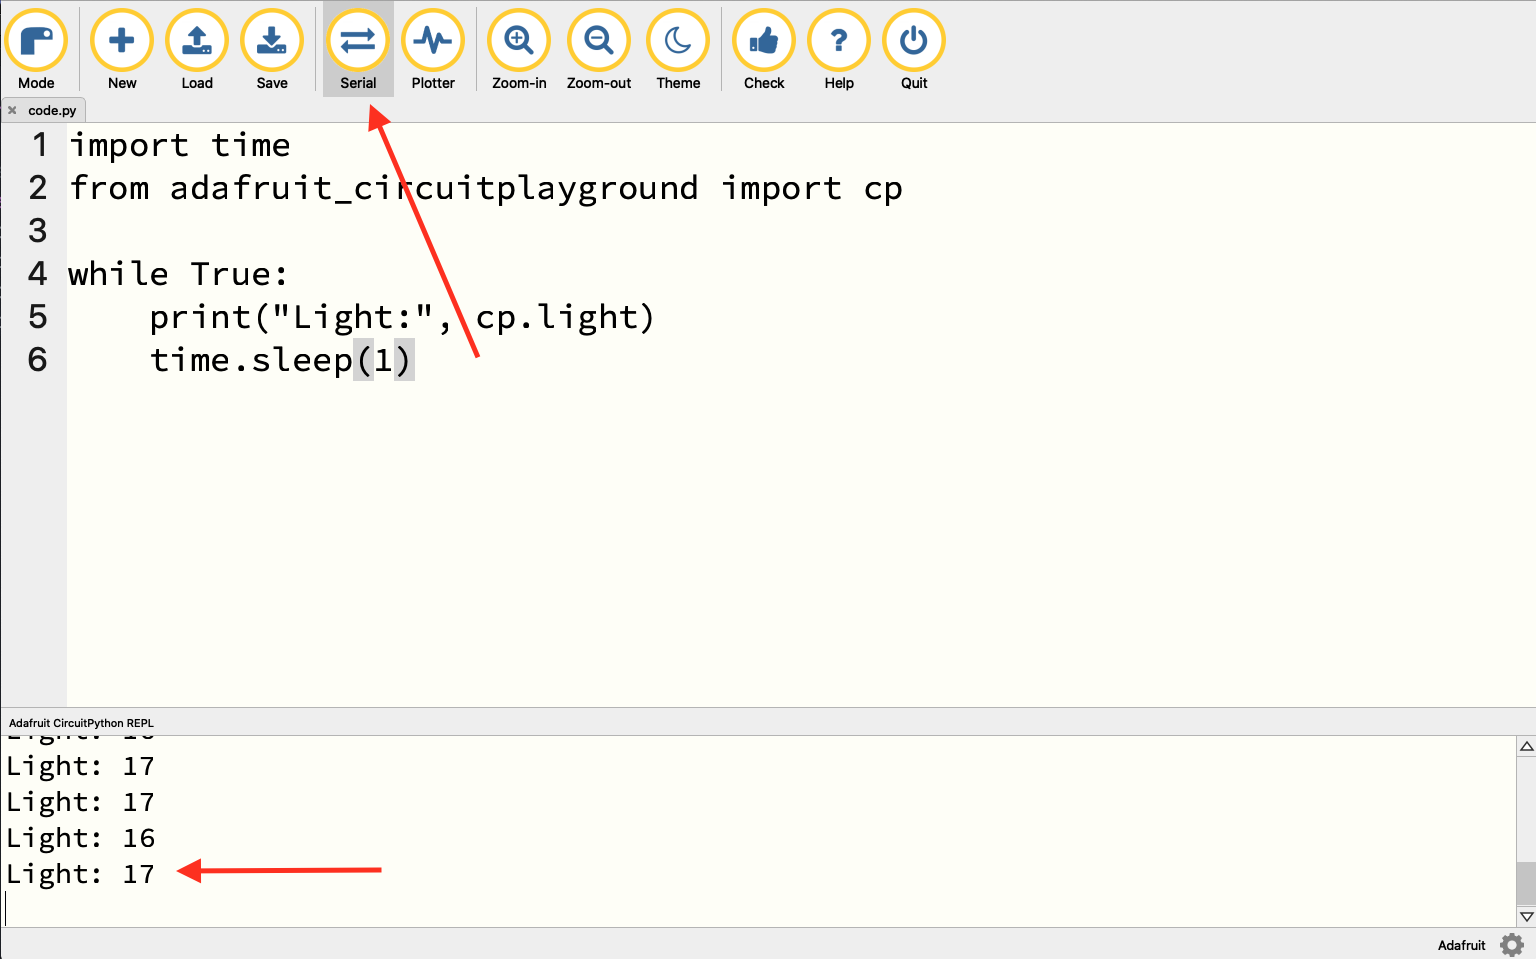 Mode New Load Save Serial Plotter Zoom-in Zoom-out Theme Check Help Quit
code.py
1 import time
2 from adafruit_circuitplayground import cp
3
4 while True:
5     print("Light:", cp.light)
6     time.sleep(1)
Adafruit CircuitPython REPL
Light: 16
Light: 17
Light: 17
Light: 16
Light: 17
Adafruit